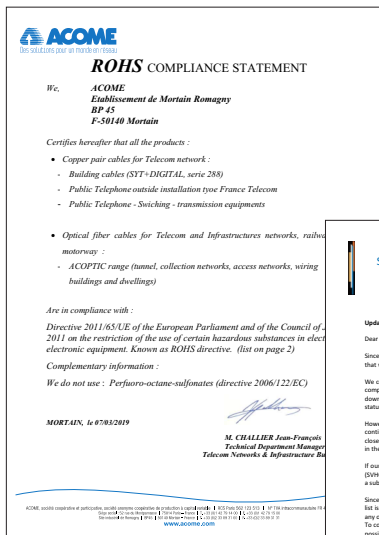 ACOME
Des solutions pour un monde en réseau
ROHS COMPLIANCE STATEMENT
We, ACOME
Etablissement de Mortain Romagny
BP 45
F-50140 Mortain
Certifies hereafter that all the products :
• Copper pair cables for Telecom network :
- Building cables (SYT+DIGITAL, serie 288)
- Public Telephone outside installation tyoe France Telecom
- Public Telephone - Swiching - transmission equipments
• Optical fiber cables for Telecom and Infrastructures networks, railwa
motorway :
- ACOPTIC range (tunnel, collection networks, access networks, wiring
buildings and dwellings)
Are in compliance with :
Directive 2011/65/UE of the European Parliament and of the Council of
2011 on the restriction of the use of certain hazardous substances in elect
electronic equipment. Known as ROHS directive. (list on page 2)
Complementary information :
We do not use : Perfuoro-octane-sulfonates (directive 2006/122/EC)
MORTAIN, le 07/03/2019
M. CHALLIER Jean-François
Technical Department Manager
Telecom Networks & Infrastructure Bu
www.acome.com
S
Upda
Dear
Since
that
We c
comp
down
statu
Howe
conti
close
in the
If our
(SVH
a sub
Since
list is
any o
To co